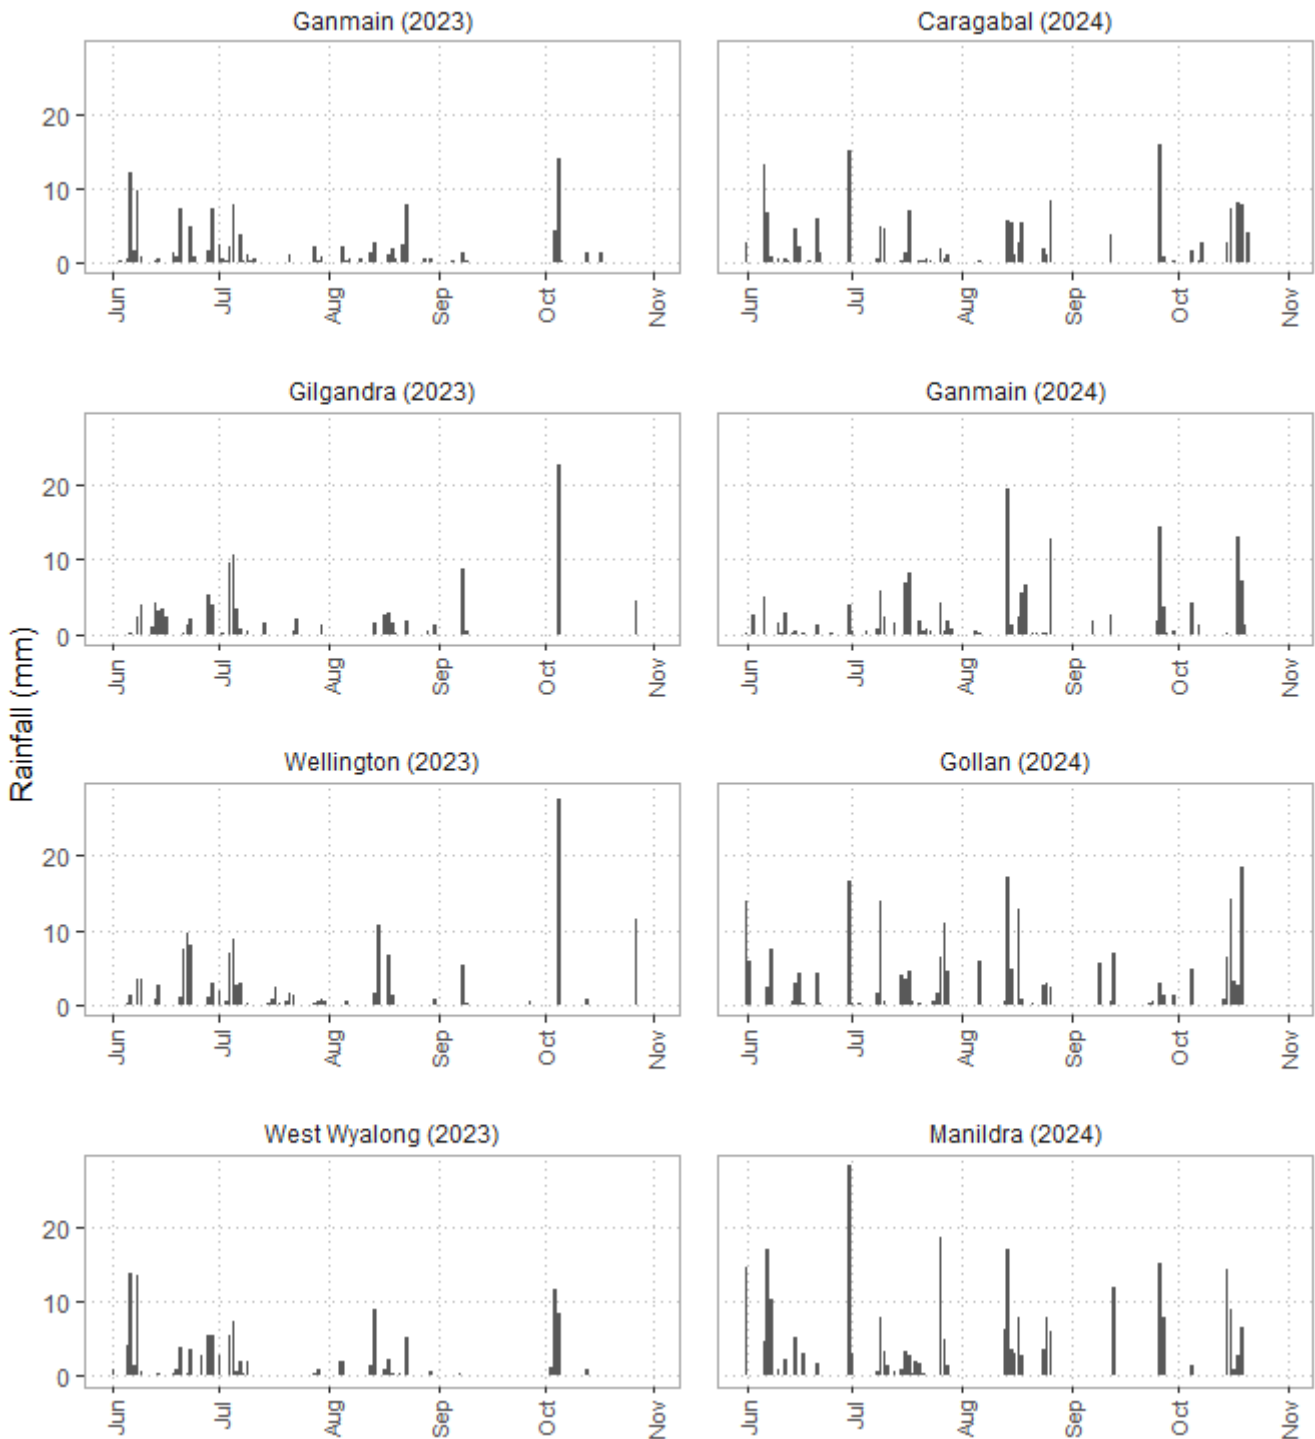 Ganmain (2023)
Caragabal (2024)
20
10
0
Jun
Jul
Aug
Sep
Oct
Nov
Jun
Jul
Aug
Sep
Oct
Nov
Gilgandra (2023)
Ganmain (2024)
20
10
0
Jun
Jul
Aug
Sep
Oct
Nov
Jun
Jul
Aug
Sep
Oct
Nov
Rainfall (mm)
Wellington (2023)
Gollan (2024)
20
10
0
Jun
Jul
Aug
Sep
Oct
Nov
Jun
Jul
Aug
Sep
Oct
Nov
West Wyalong (2023)
Manildra (2024)
20
10
0
Jun
Jul
Aug
Sep
Oct
Nov
Jun
Jul
Aug
Sep
Oct
Nov